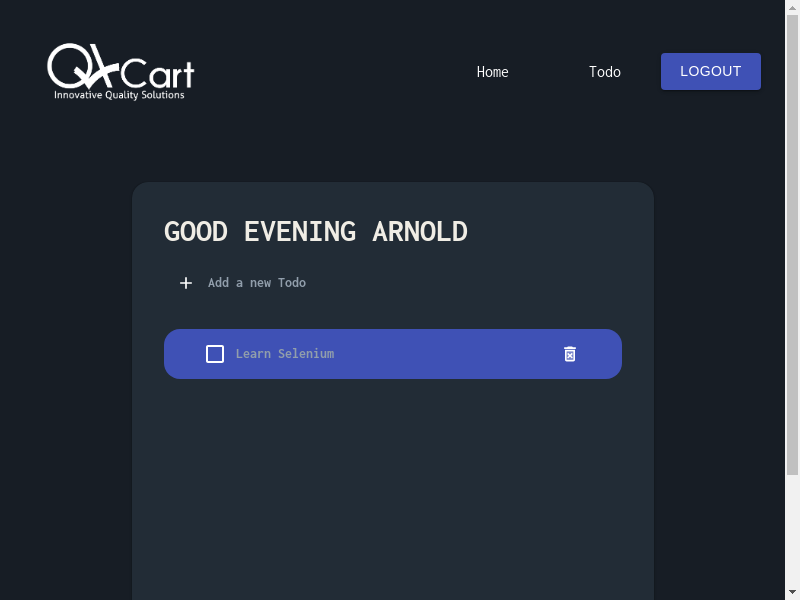 QACart
Innovative Quality Solutions
Home
Todo
LOGOUT
GOOD EVENING ARNOLD
Add a new Todo
Learn Selenium